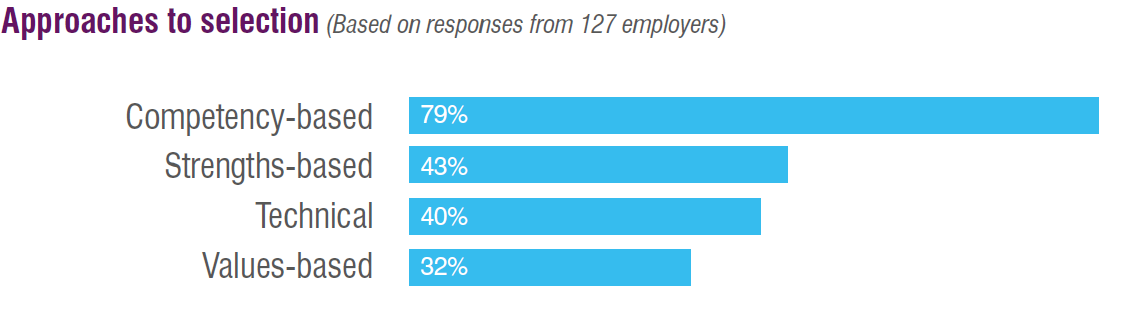 Approaches to selection (Based on responses from 127 employers)
Competency-based 79%
Strengths-based 43%
Technical 40%
Values-based 32%